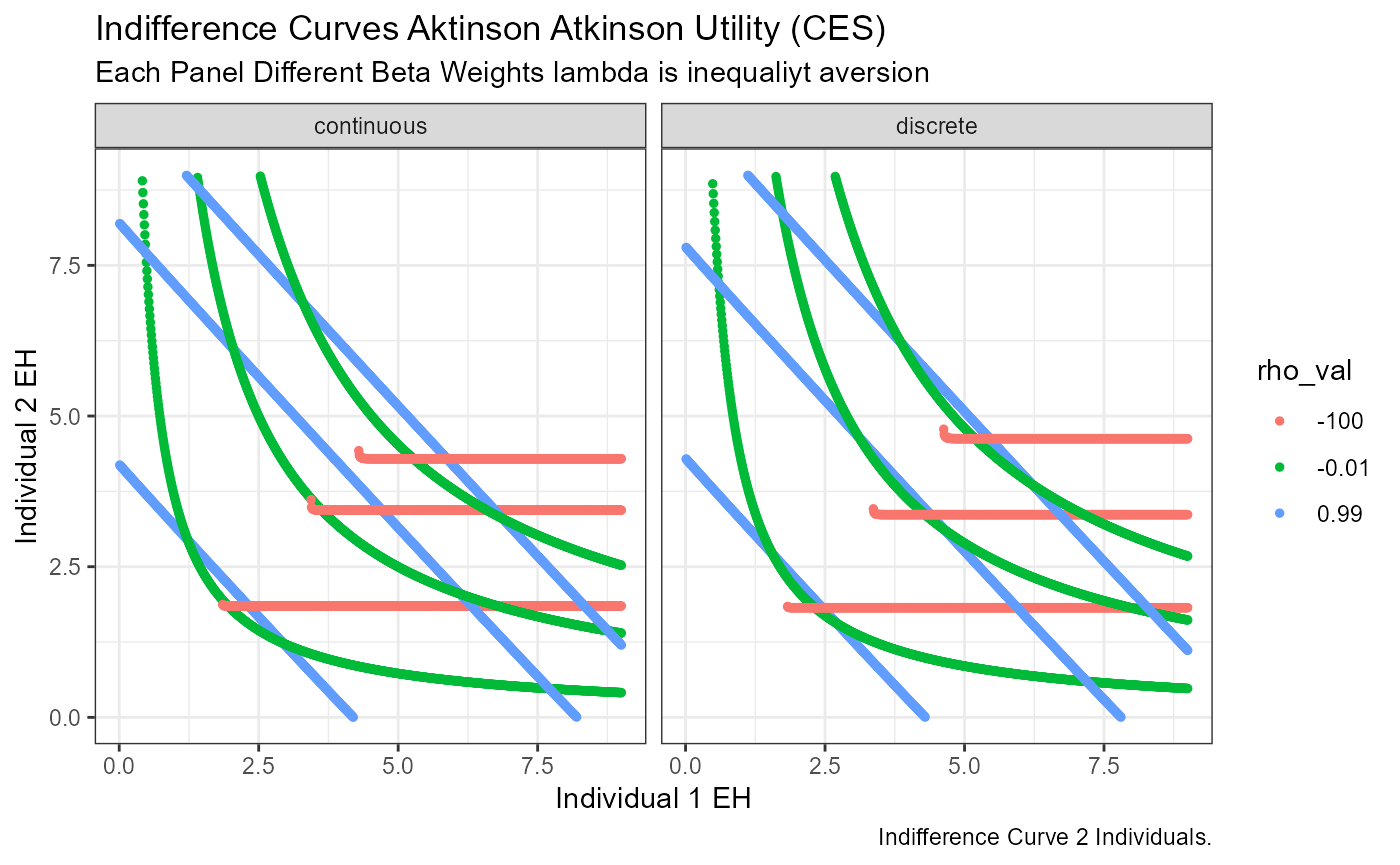 Indifference Curves Aktinson Atkinson Utility (CES)
Each Panel Different Beta Weights lambda is inequaliyt aversion
continuous
discrete
Individual 2 EH
7.5
5.0
2.5
0.0
0.0 2.5 5.0 7.5
0.0 2.5 5.0 7.5
Individual 1 EH
rho_val
-100
-0.01
0.99
Indifference Curve 2 Individuals.